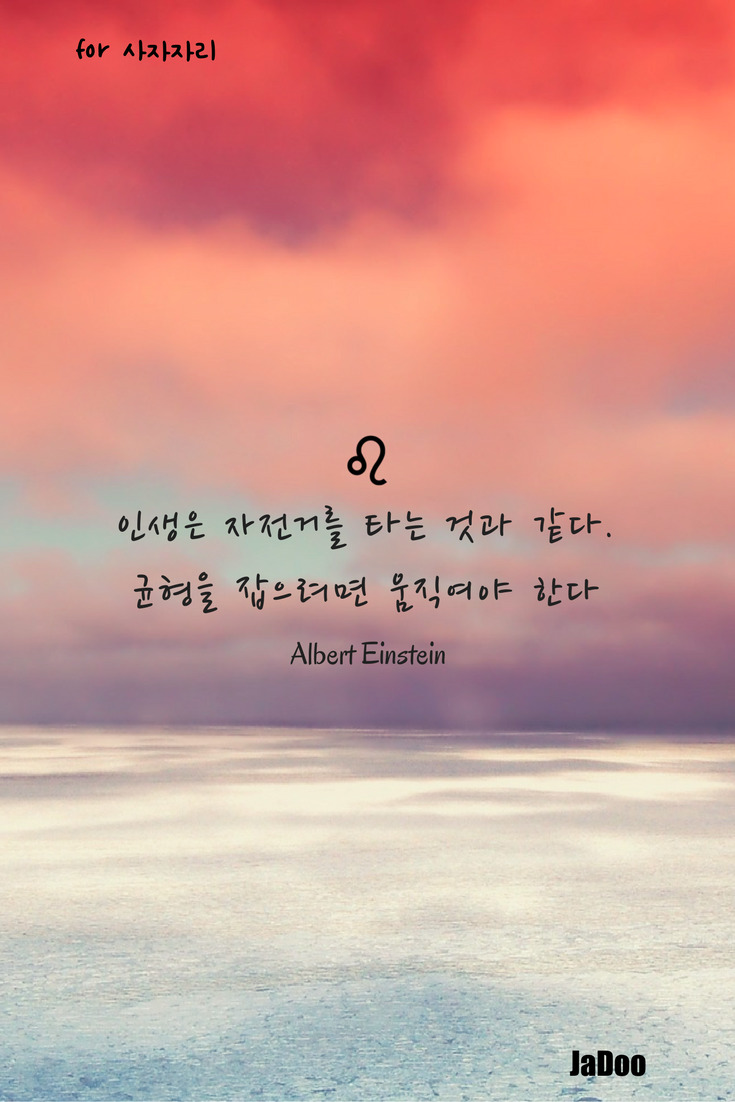 for 사자자리
♌
인생은 자전거를 타는 것과 같다.
균형을 잡으려면 움직여야 한다
Albert Einstein
JaDoo